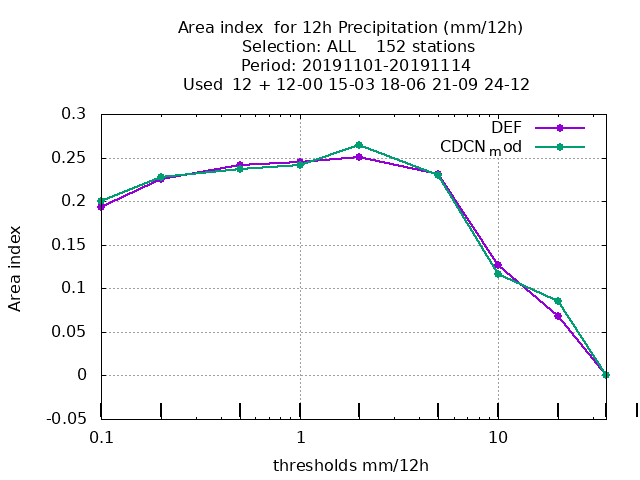 Area index  for 12h Precipitation (mm/12h)
Selection: ALL    152 stations
Period: 20191101-20191114
Used  12 + 12-00 15-03 18-06 21-09 24-12
0.3
0.25
0.2
0.15
0.1
0.05
0
-0.05
Area index
DEF
CDCNmod
0.1
1
10
thresholds mm/12h